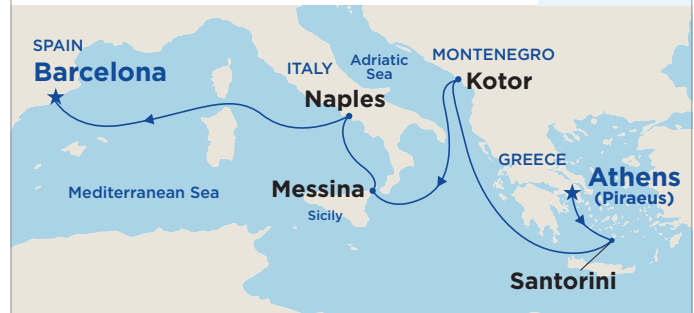 SPAIN
Barcelona
ITALY
Naples
Adriatic
Sea
MONTENEGRO
Kotor
GREECE
Athens
(Piraeus)
Mediterranean Sea
Messina
Sicily
Santorini